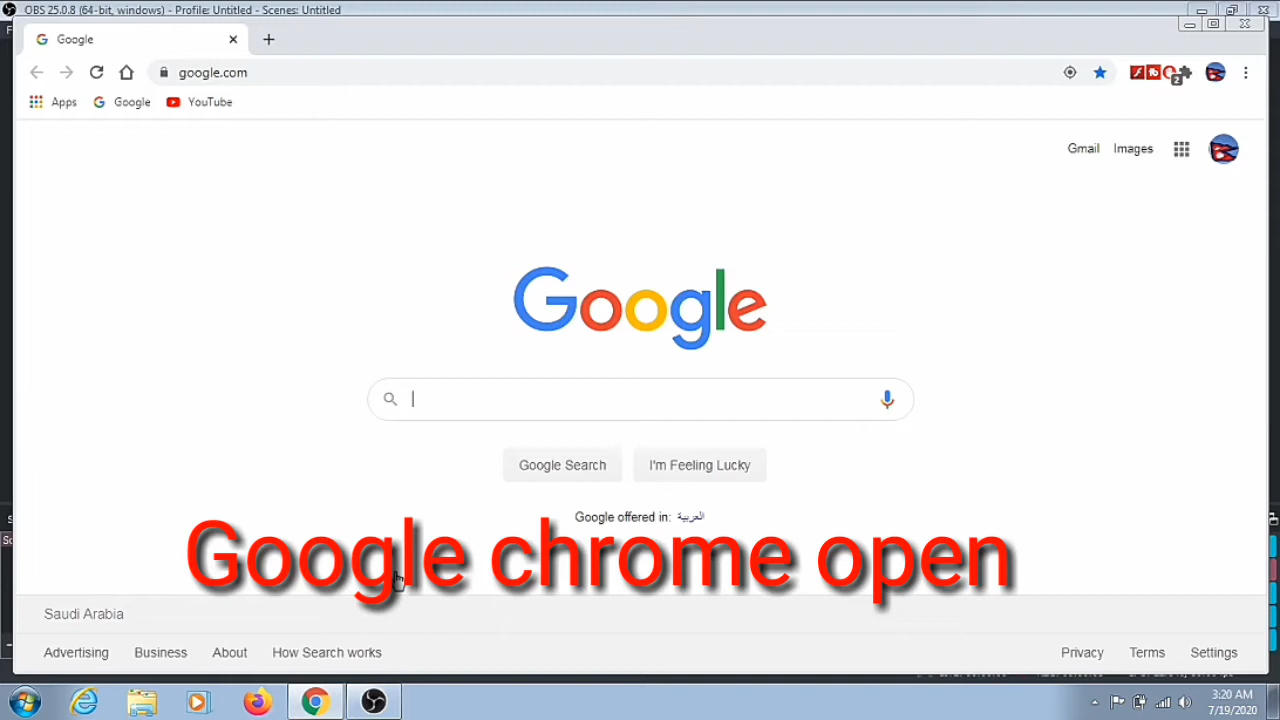 OBS 25.0.8 (64-bit, windows) - Profile: Untitled - Scenes: Untitled
Google
google.com
2
Apps Google YouTube
Gmail Images
Google
Google Search I'm Feeling Lucky
Google offered in: العربية
Google chrome open
Saudi Arabia
Advertising Business About How Search works Privacy Terms Settings
3:20 AM
7/19/2020